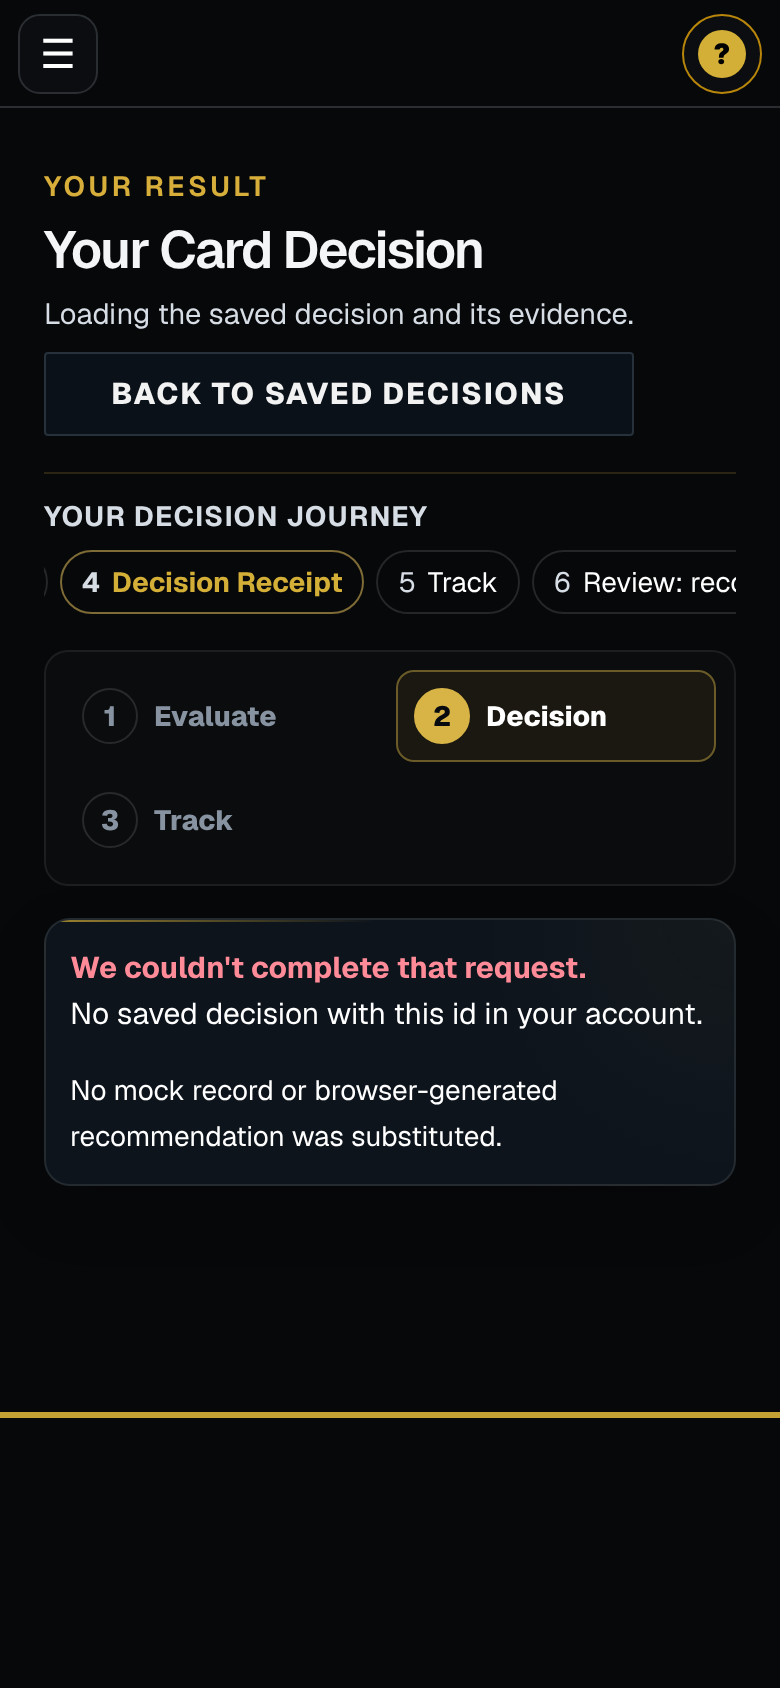 ☰
?
YOUR RESULT
Your Card Decision
Loading the saved decision and its evidence.
BACK TO SAVED DECISIONS
YOUR DECISION JOURNEY
4 Decision Receipt
5 Track
6 Review:
1 Evaluate
2 Decision
3 Track
We couldn't complete that request.
No saved decision with this id in your account.
No mock record or browser-generated
recommendation was substituted.